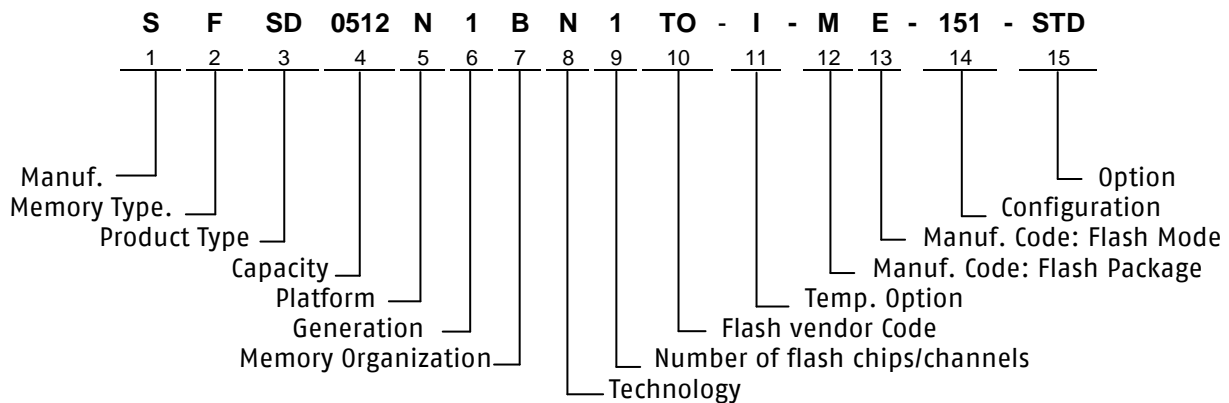 S F SD 0512 N 1 B N 1 TO - I - M E - 151 - STD
1 2 3 4 5 6 7 8 9 10 11 12 13 14 15
Manuf. Option
Memory Type. Configuration
Product Type Manuf. Code: Flash Mode
Capacity Manuf. Code: Flash Package
Platform Temp. Option
Generation Flash vendor Code
Memory Organization Number of flash chips/channels
Technology